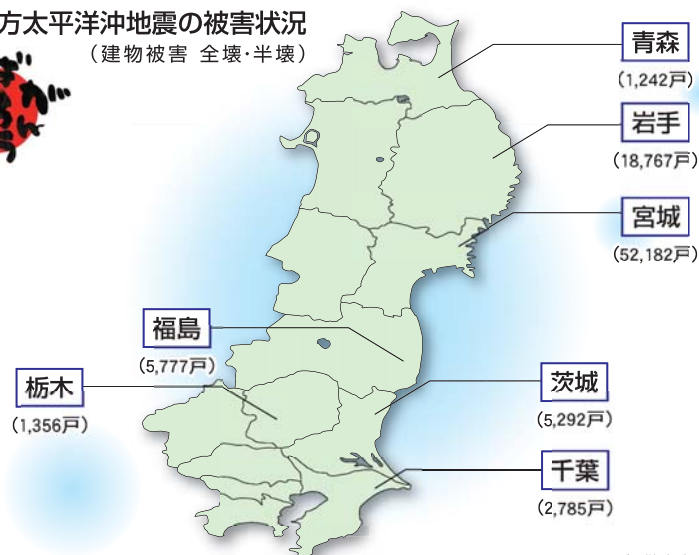 方太平洋沖地震の被害状況
（建物被害 全壊・半壊）
青森
（1,242戸）
岩手
（18,767戸）
宮城
（52,182戸）
福島
（5,777戸）
栃木
（1,356戸）
茨城
（5,292戸）
千葉
（2,785戸）